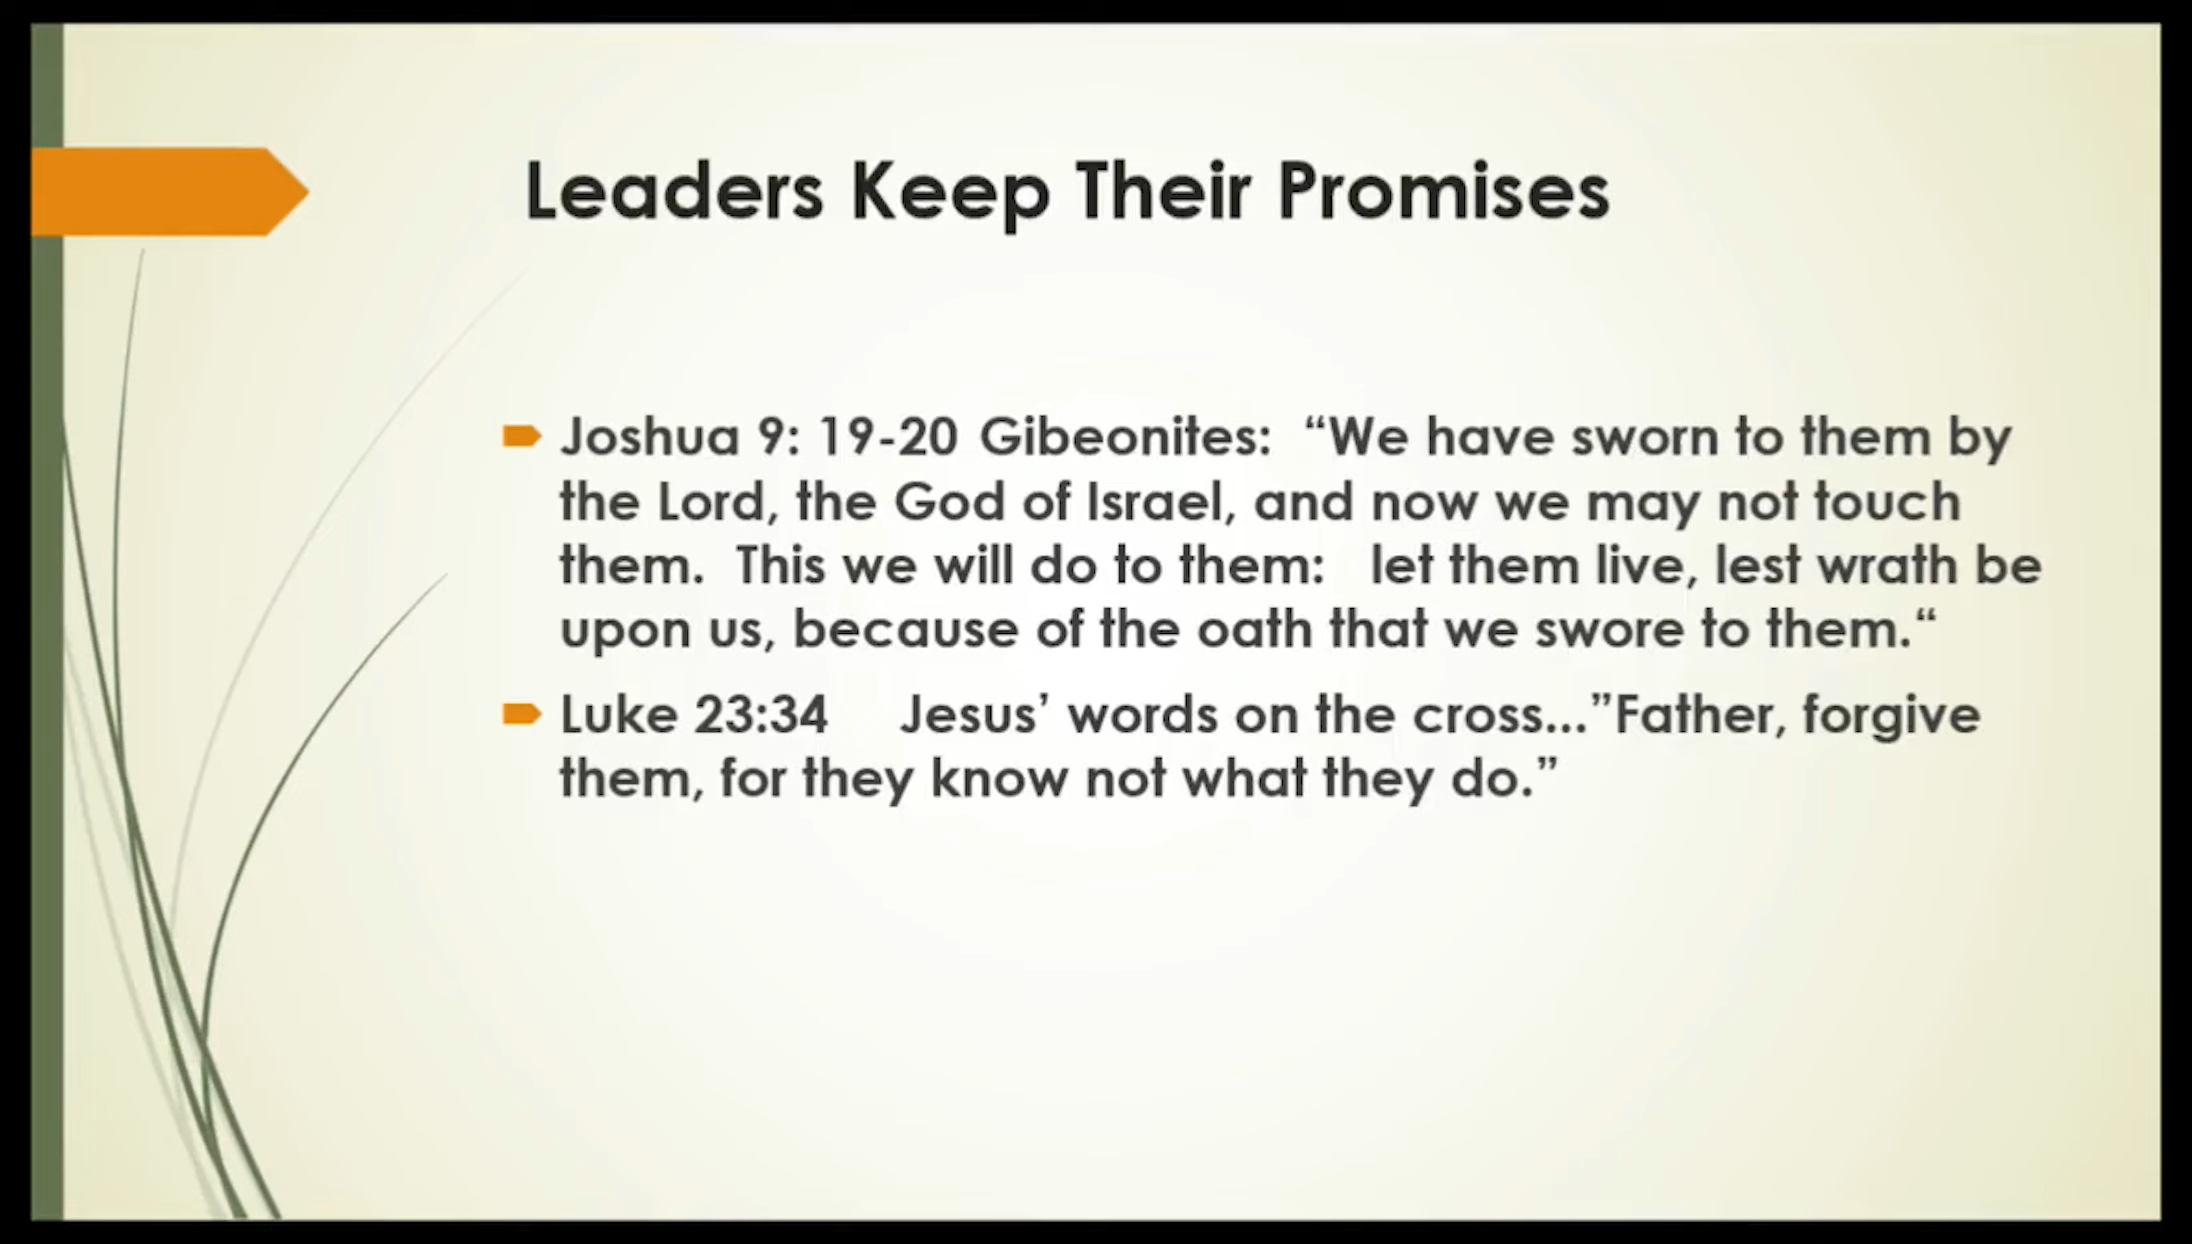 Leaders Keep Their Promises
Joshua 9: 19-20 Gibeonites:  “We have sworn to them by
the Lord, the God of Israel, and now we may not touch
them.  This we will do to them:   let them live, lest wrath be
upon us, because of the oath that we swore to them.“
Luke 23:34     Jesus’ words on the cross…”Father, forgive
them, for they know not what they do.”